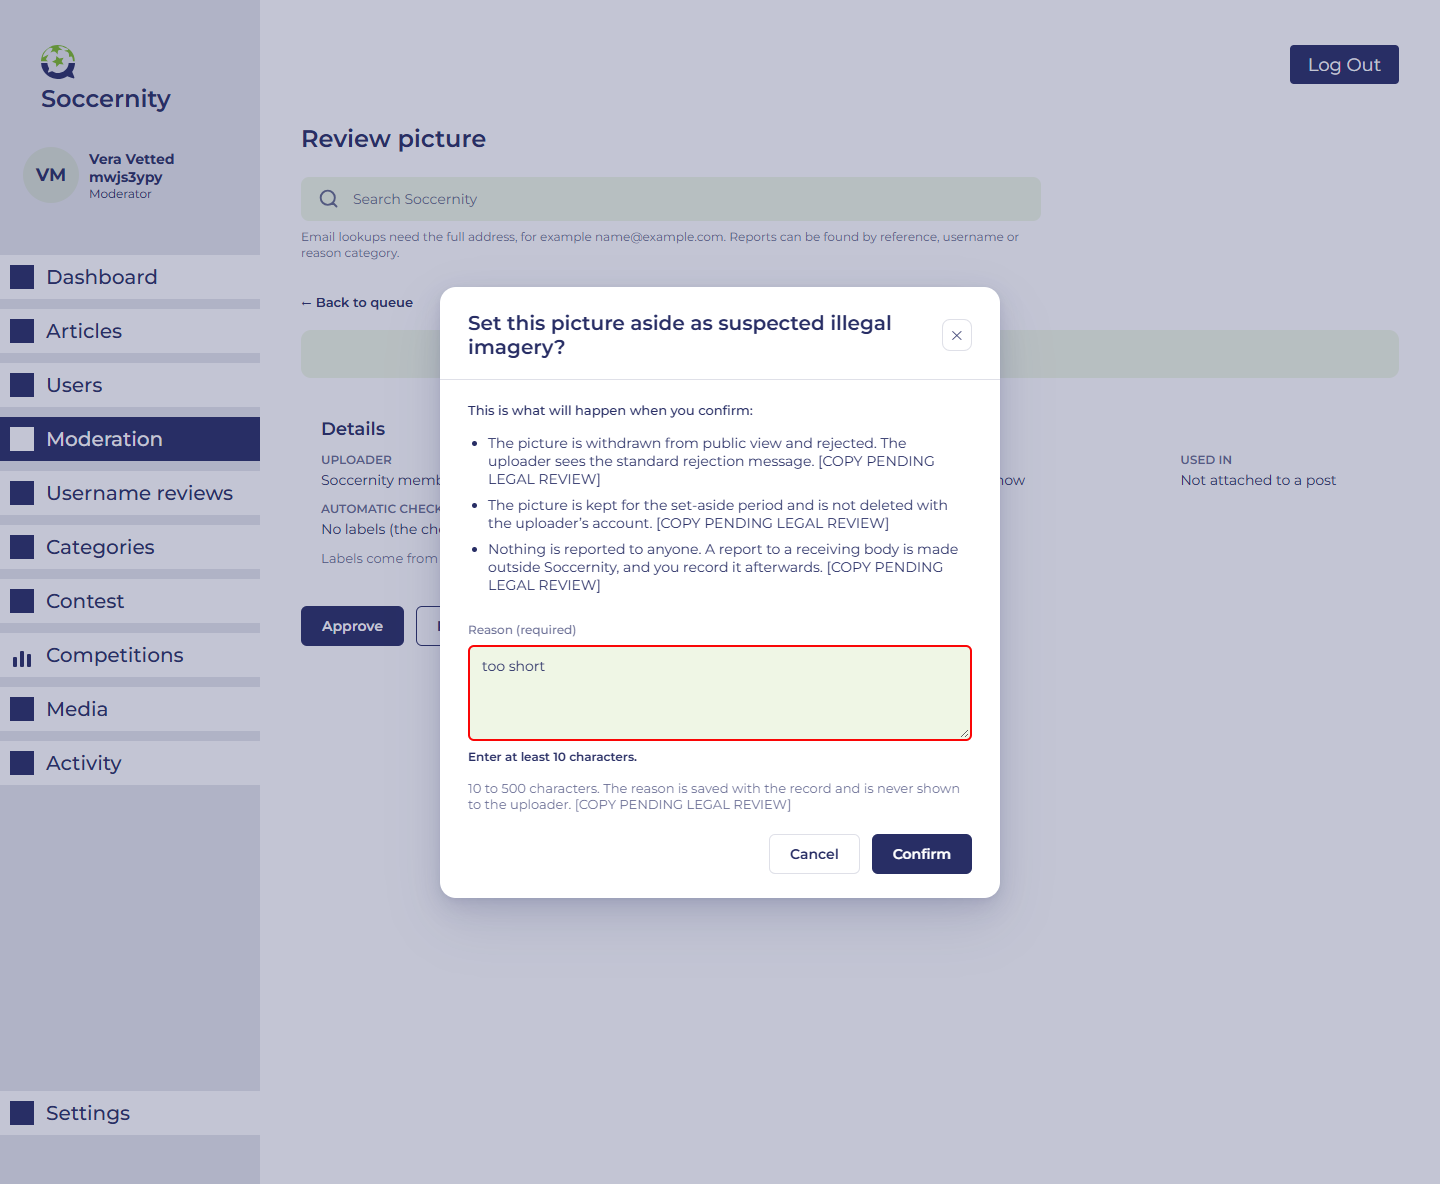 Soccernity
Log Out
VM
Vera Vetted
mwjs3ypy
Moderator
Dashboard
Articles
Users
Moderation
Username reviews
Categories
Contest
Competitions
Media
Activity
Settings
Review picture
Search Soccernity
Email lookups need the full address, for example name@example.com. Reports can be found by reference, username or
reason category.
← Back to queue
Details
UPLOADER
Soccernity
AUTOMATIC
No labels (the
Labels come from
USED IN
Not attached to a post
Approve
Set this picture aside as suspected illegal
imagery?
This is what will happen when you confirm:
• The picture is withdrawn from public view and rejected. The
uploader sees the standard rejection message. [COPY PENDING
LEGAL REVIEW]
• The picture is kept for the set-aside period and is not deleted with
the uploader’s account. [COPY PENDING LEGAL REVIEW]
• Nothing is reported to anyone. A report to a receiving body is made
outside Soccernity, and you record it afterwards. [COPY PENDING
LEGAL REVIEW]
Reason (required)
too short
Enter at least 10 characters.
10 to 500 characters. The reason is saved with the record and is never shown
to the uploader. [COPY PENDING LEGAL REVIEW]
Cancel
Confirm